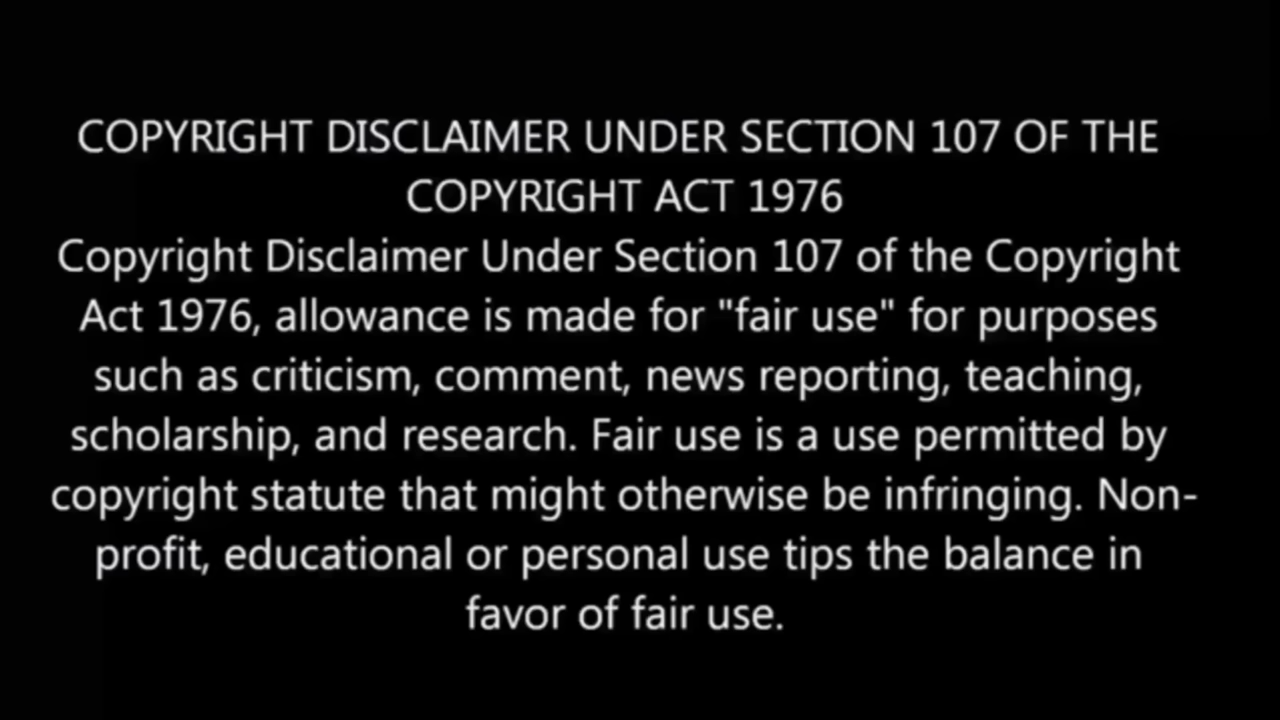 COPYRIGHT DISCLAIMER UNDER SECTION 107 OF THE
COPYRIGHT ACT 1976
Copyright Disclaimer Under Section 107 of the Copyright
Act 1976, allowance is made for "fair use" for purposes
such as criticism, comment, news reporting, teaching,
scholarship, and research. Fair use is a use permitted by
copyright statute that might otherwise be infringing. Non-
profit, educational or personal use tips the balance in
favor of fair use.